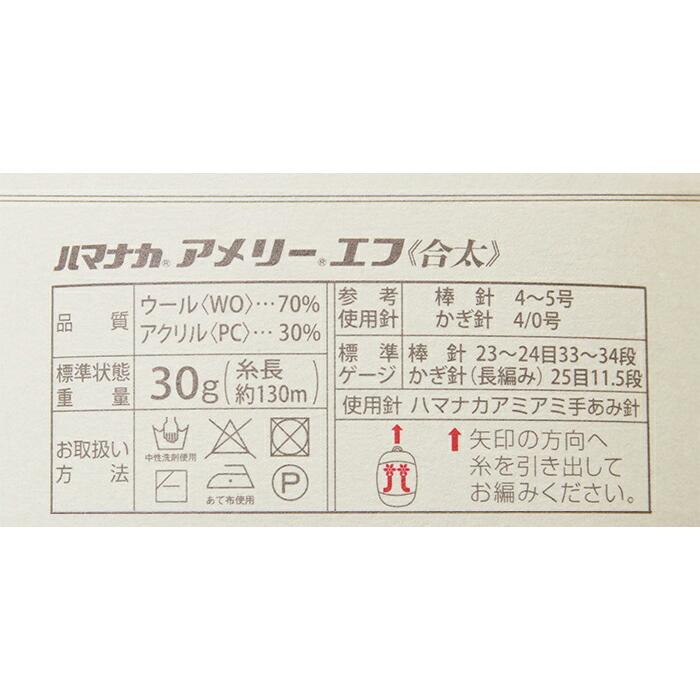 ハマナカ® アメリー® エフ《合太》
品質
ウール〈WO〉…70%
アクリル〈PC〉…30%
標準状態
重量
30g(糸長
約130m)
お取扱い
方法
中性洗剤使用
あて布使用
P
参考
使用針
棒針 4〜5号
かぎ針 4/0号
標準
ゲージ
棒針 23〜24目33〜34段
かぎ針(長編み) 25目11.5段
使用針 ハマナカアミアミ手あみ針
矢印の方向へ
糸を引き出して
お編みください。